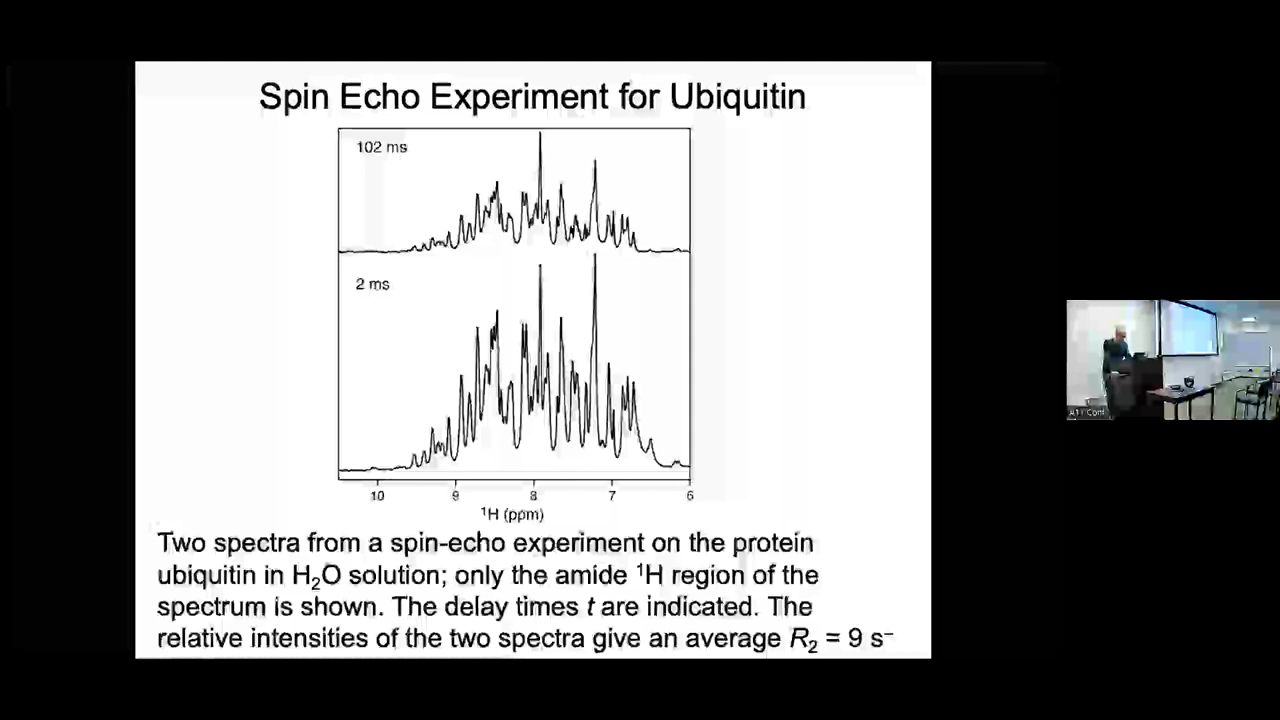 Spin Echo Experiment for Ubiquitin
102 ms
2 ms
10 9 8 7 6
¹H (ppm)
Two spectra from a spin-echo experiment on the protein
ubiquitin in H₂O solution; only the amide ¹H region of the
spectrum is shown. The delay times t are indicated. The
relative intensities of the two spectra give an average R₂ = 9 s⁻